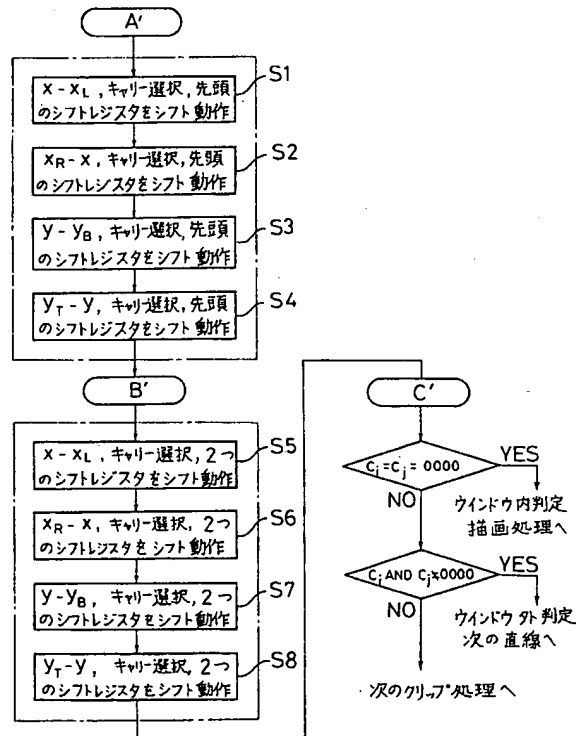 A'
x-xL, キャリー選択, 先頭
のシフトレジスタをシフト動作
S1
xR-x, キャリー選択, 先頭
のシフトレジスタをシフト動作
S2
y-yB, キャリー選択, 先頭
のシフトレジスタをシフト動作
S3
yT-y, キャリー選択, 先頭
のシフトレジスタをシフト動作
S4
B'
x-xL, キャリー選択, 2つ
のシフトレジスタをシフト動作
S5
xR-x, キャリー選択, 2つ
のシフトレジスタをシフト動作
S6
y-yB, キャリー選択, 2つ
のシフトレジスタをシフト動作
S7
yT-y, キャリー選択, 2つ
のシフトレジスタをシフト動作
S8
C'
Ci=Cj=0000
YES
ウインドウ内判定
描画処理へ
NO
Ci AND Cj≠0000
YES
ウインドウ外判定
次の直線へ
NO
次のクリップ処理へ